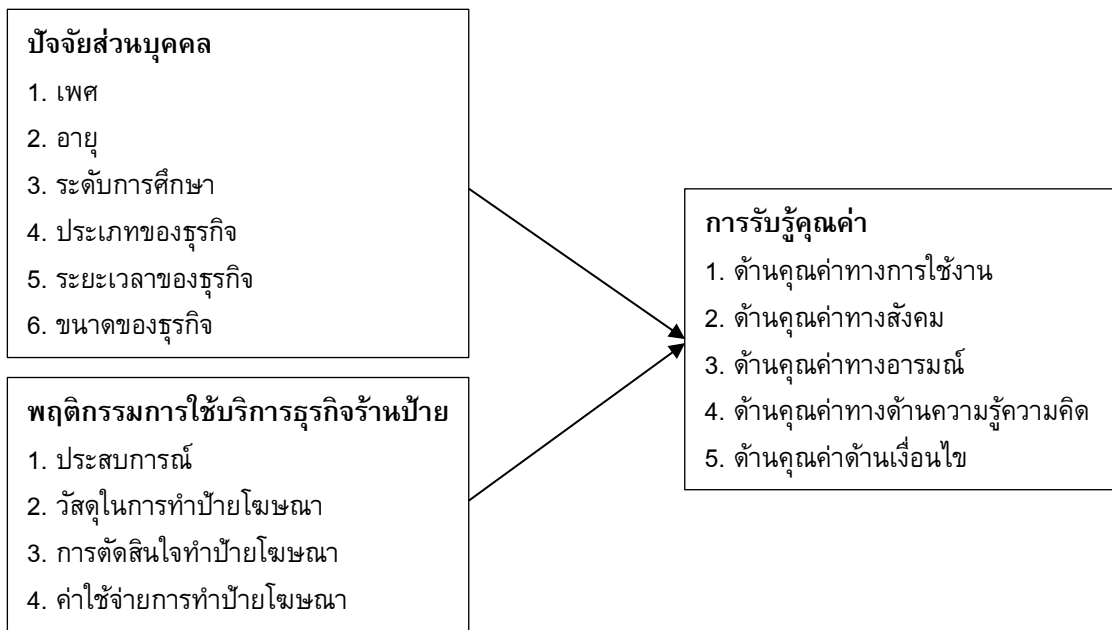 ปัจจัยส่วนบุคคล
1. เพศ
2. อายุ
3. ระดับการศึกษา
4. ประเภทของธุรกิจ
5. ระยะเวลาของธุรกิจ
6. ขนาดของธุรกิจ
พฤติกรรมการใช้บริการธุรกิจร้านป้าย
1. ประสบการณ์
2. วัสดุในการทำป้ายโฆษณา
3. การตัดสินใจทำป้ายโฆษณา
4. ค่าใช้จ่ายการทำป้ายโฆษณา
การรับรู้คุณค่า
1. ด้านคุณค่าทางการใช้งาน
2. ด้านคุณค่าทางสังคม
3. ด้านคุณค่าทางอารมณ์
4. ด้านคุณค่าทางด้านความรู้ความคิด
5. ด้านคุณค่าด้านเงื่อนไข